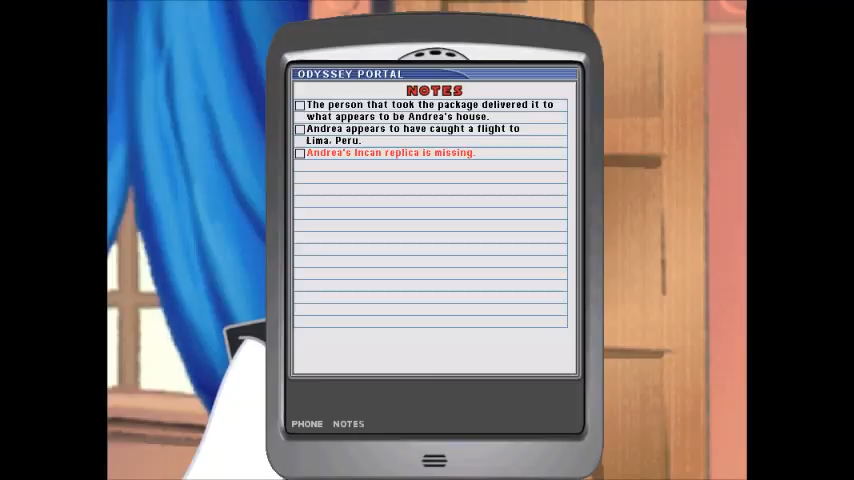 ODYSSEY PORTAL
NOTES
The person that took the package delivered it to
what appears to be Andrea's house.
Andrea appears to have caught a flight to
Lima, Peru.
Andrea's Incan replica is missing.
PHONE NOTES